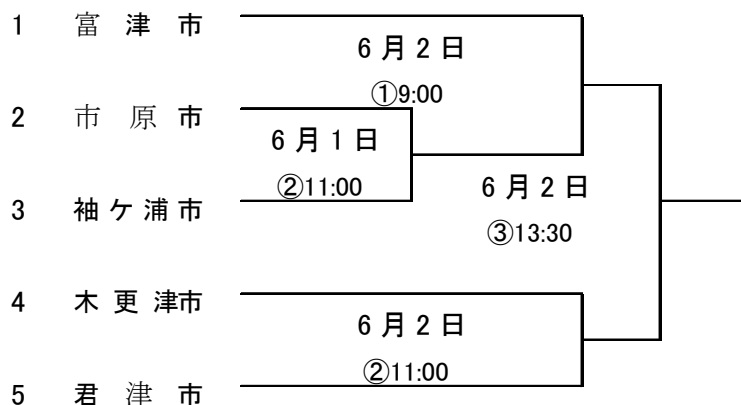 1 富津市
6月2日
①9:00
2 市原市
6月1日
②11:00
3 袖ケ浦市
6月2日
③13:30
4 木更津市
6月2日
②11:00
5 君津市